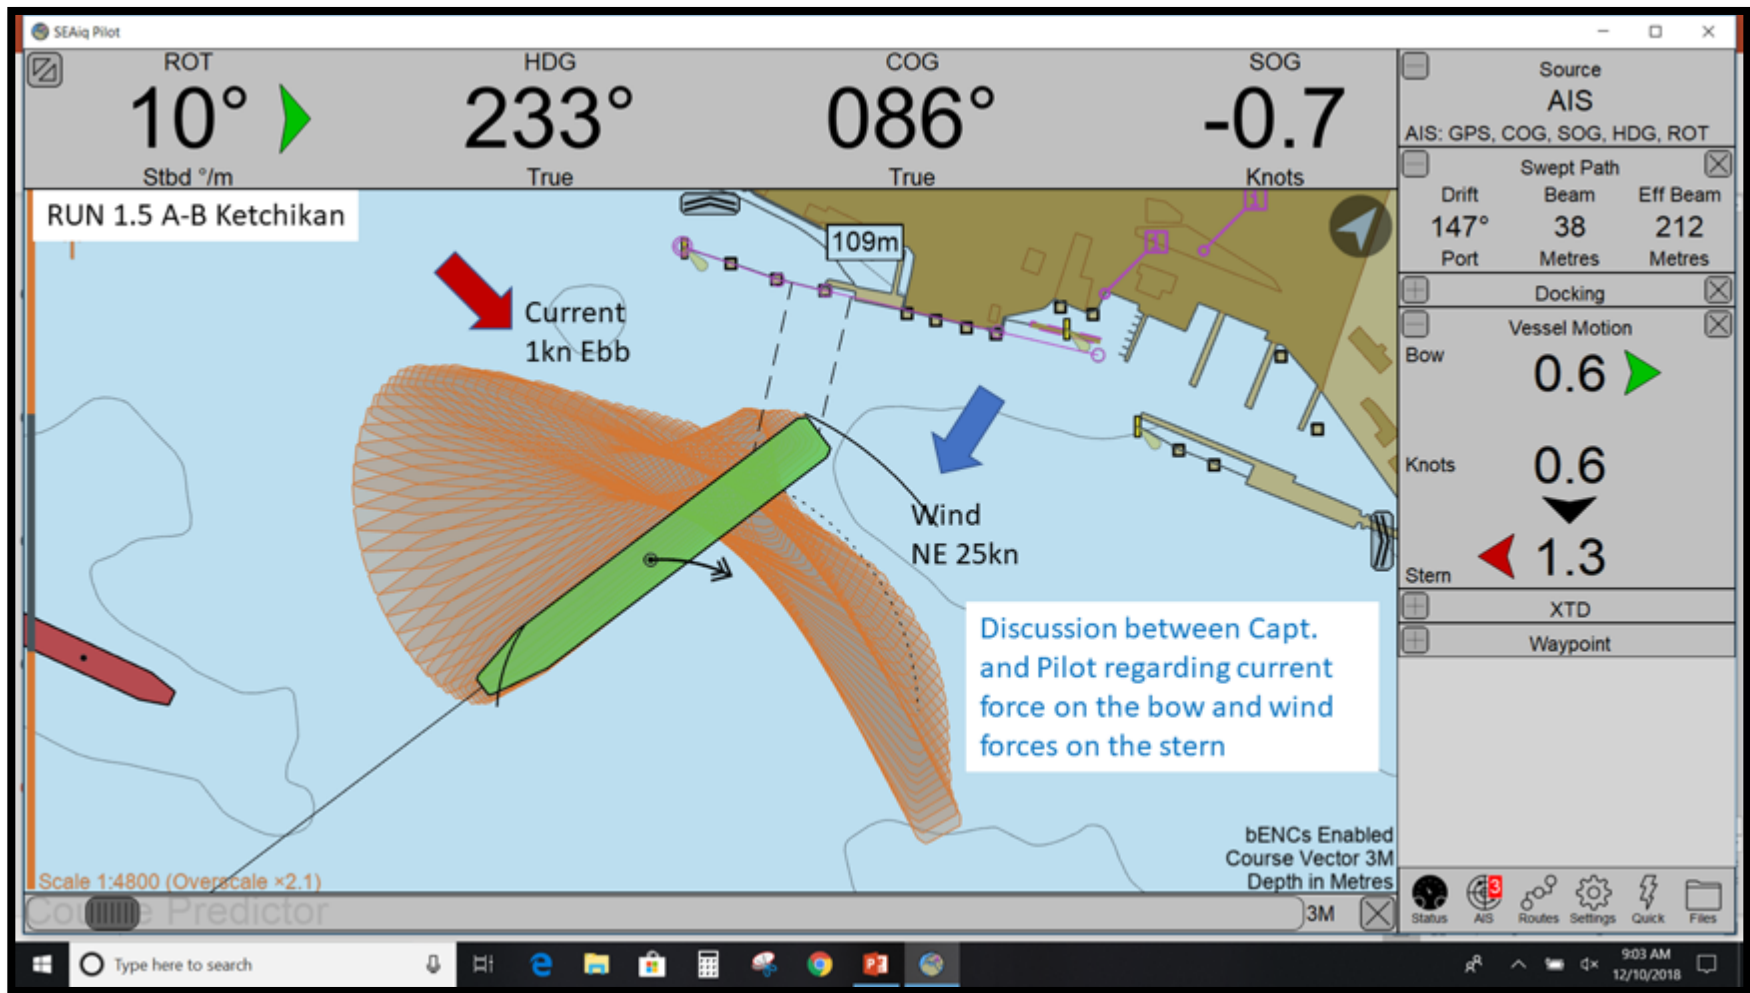 SEAiq Pilot
ROT
10°
Stbd °/m
HDG
233°
True
COG
086°
True
SOG
-0.7
Knots
Source
AIS
AIS: GPS, COG, SOG, HDG, ROT
Swept Path
Drift Beam Eff Beam
147° 38 212
Port Metres Metres
Docking
Vessel Motion
Bow 0.6
Knots 0.6
Stern 1.3
XTD
Waypoint
RUN 1.5 A-B Ketchikan
109m
1
1
Current
1kn Ebb
Wind
NE 25kn
Discussion between Capt.
and Pilot regarding current
force on the bow and wind
forces on the stern
bENCs Enabled
Course Vector 3M
Depth in Metres
Scale 1:4800 (Overscale ×2.1)
Course Predictor
3M
3
Status AIS Routes Settings Quick Files
Type here to search
9:03 AM
12/10/2018